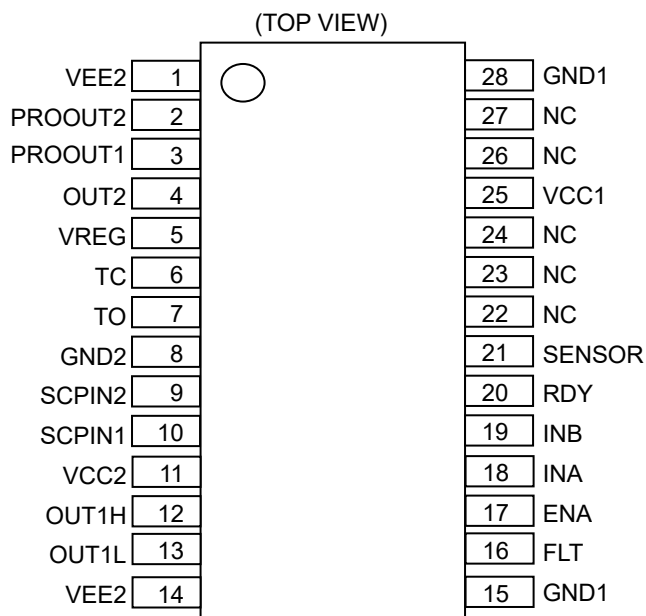 (TOP VIEW)
VEE2 1 28 GND1
PROOUT2 2 27 NC
PROOUT1 3 26 NC
OUT2 4 25 VCC1
VREG 5 24 NC
TC 6 23 NC
TO 7 22 NC
GND2 8 21 SENSOR
SCPIN2 9 20 RDY
SCPIN1 10 19 INB
VCC2 11 18 INA
OUT1H 12 17 ENA
OUT1L 13 16 FLT
VEE2 14 15 GND1